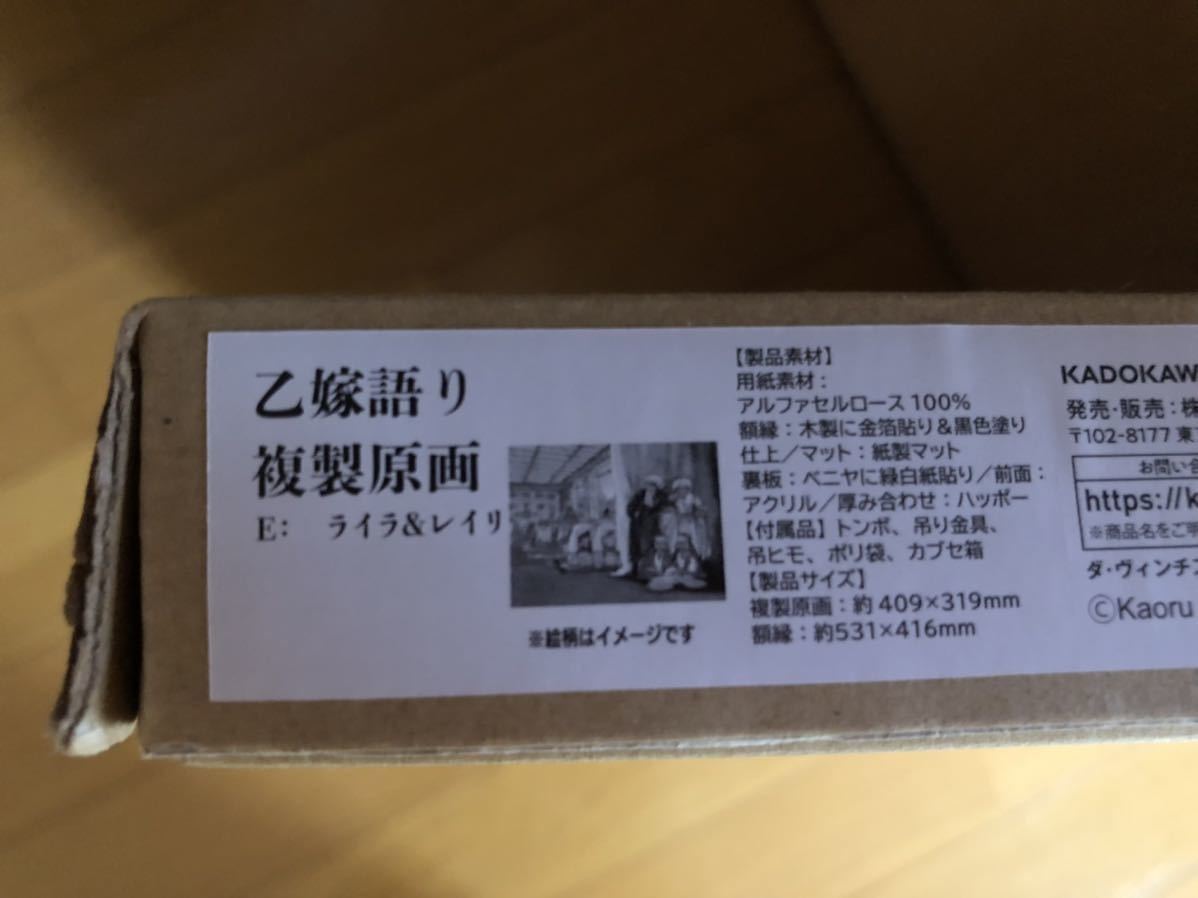 乙嫁語り
複製原画
E: ライラ&レイリ
※絵柄はイメージです
【製品素材】
用紙素材:
アルファセルロース100%
額縁:木製に金箔貼り&黒色塗り
仕上/マット:紙製マット
裏板:ベニヤに緑白紙貼り/前面:
アクリル/厚み合わせ:ハッポー
【付属品】トンボ、吊り金具、
吊ヒモ、ポリ袋、カブセ箱
【製品サイズ】
複製原画:約409×319mm
額縁:約531×416mm
KADOKAW
発売・販売:株
〒102-8177 東
お問い合
https://k
※商品名をご
ダ・ヴィンチ
©Kaoru